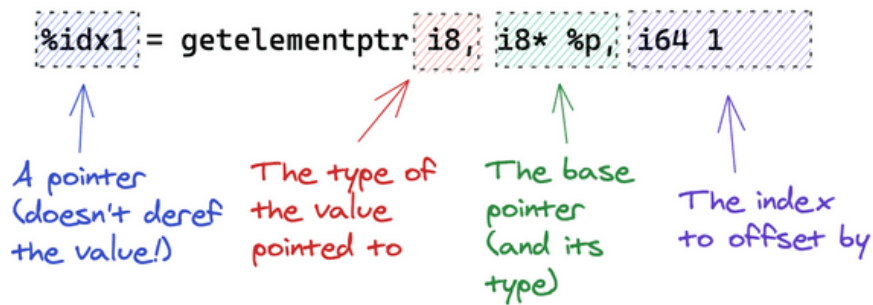 %idx1 = getelementptr i8, i8* %p, i64 1
A pointer
(doesn't deref
the value!)
The type of
the value
pointed to
The base
pointer
(and its
type)
The index
to offset by